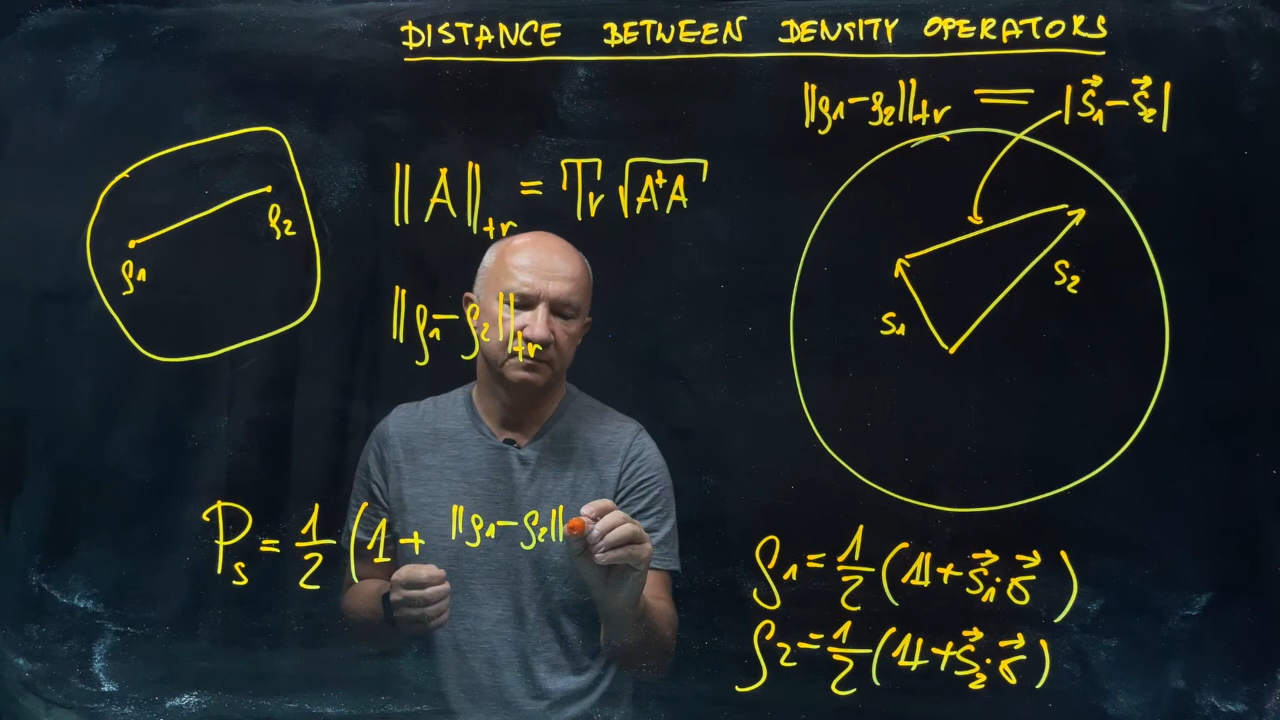 DISTANCE BETWEEN DENSITY OPERATORS
||ρ1-ρ2||tr = |s⃗1-s⃗2|
||A||tr = Tr √A†A
ρ1 ρ2
||ρ1-ρ2||tr
s1 s2
Ps = 1/2 (1 + ||ρ1-ρ2||
ρ1 = 1/2 (𝟙 + s⃗1·σ⃗)
ρ2 = 1/2 (𝟙 + s⃗2·σ⃗)